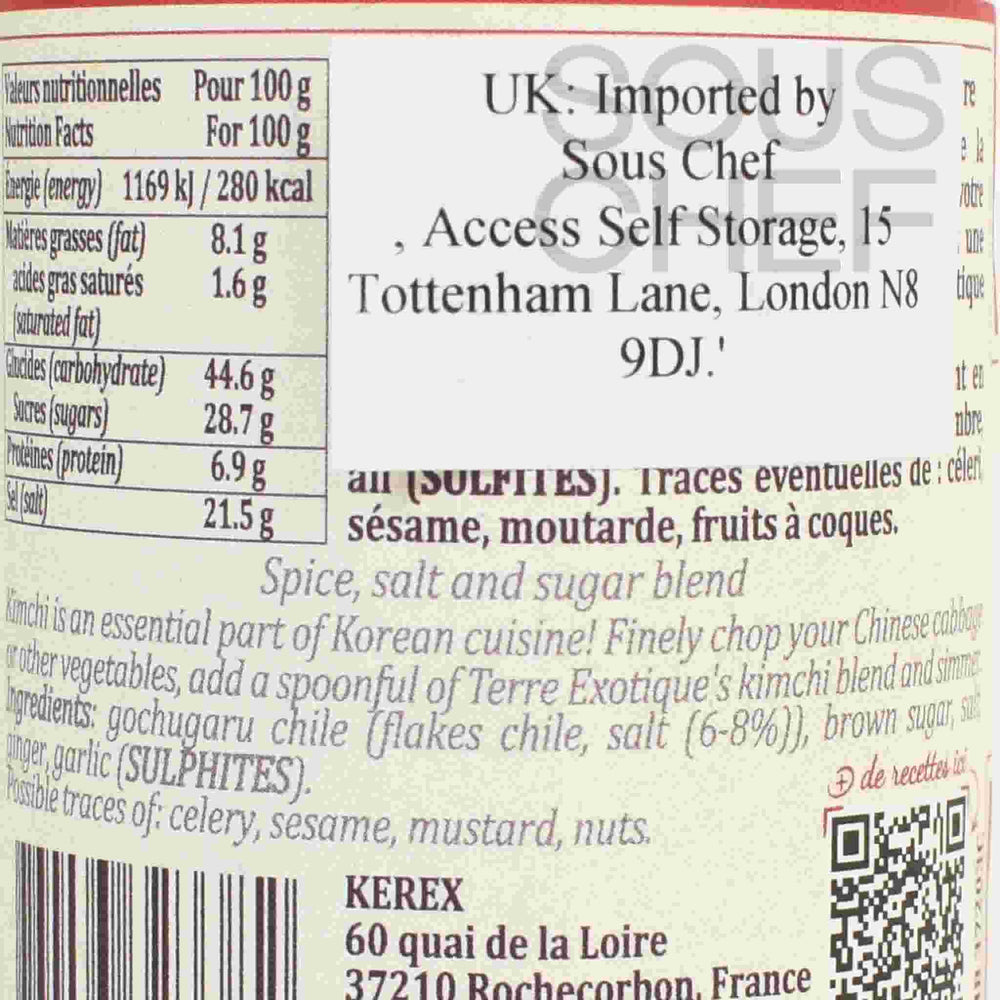 Valeurs nutritionnelles Pour 100 g
Nutrition Facts For 100 g
Energie (energy) 1169 kJ / 280 kcal
Matières grasses (fat) 8.1 g
acides gras saturés 1.6 g
(saturated fat)
Glucides (carbohydrate) 44.6 g
Sucres (sugars) 28.7 g
Protéines (protein) 6.9 g
Sel (salt) 21.5 g
SOUS
CHEF
UK: Imported by
Sous Chef
, Access Self Storage, 15
Tottenham Lane, London N8
9DJ.'
ail (SULFITES). Traces éventuelles de : céleri,
sésame, moutarde, fruits à coques.
Spice, salt and sugar blend
Kimchi is an essential part of Korean cuisine! Finely chop your Chinese cabbage
or other vegetables, add a spoonful of Terre Exotique's kimchi blend and simmer.
Ingredients: gochugaru chile (flakes chile, salt (6-8%)), brown sugar, salt,
ginger, garlic (SULPHITES).
Possible traces of: celery, sesame, mustard, nuts.
+ de recettes ici
KEREX
60 quai de la Loire
37210 Rochecorbon, France